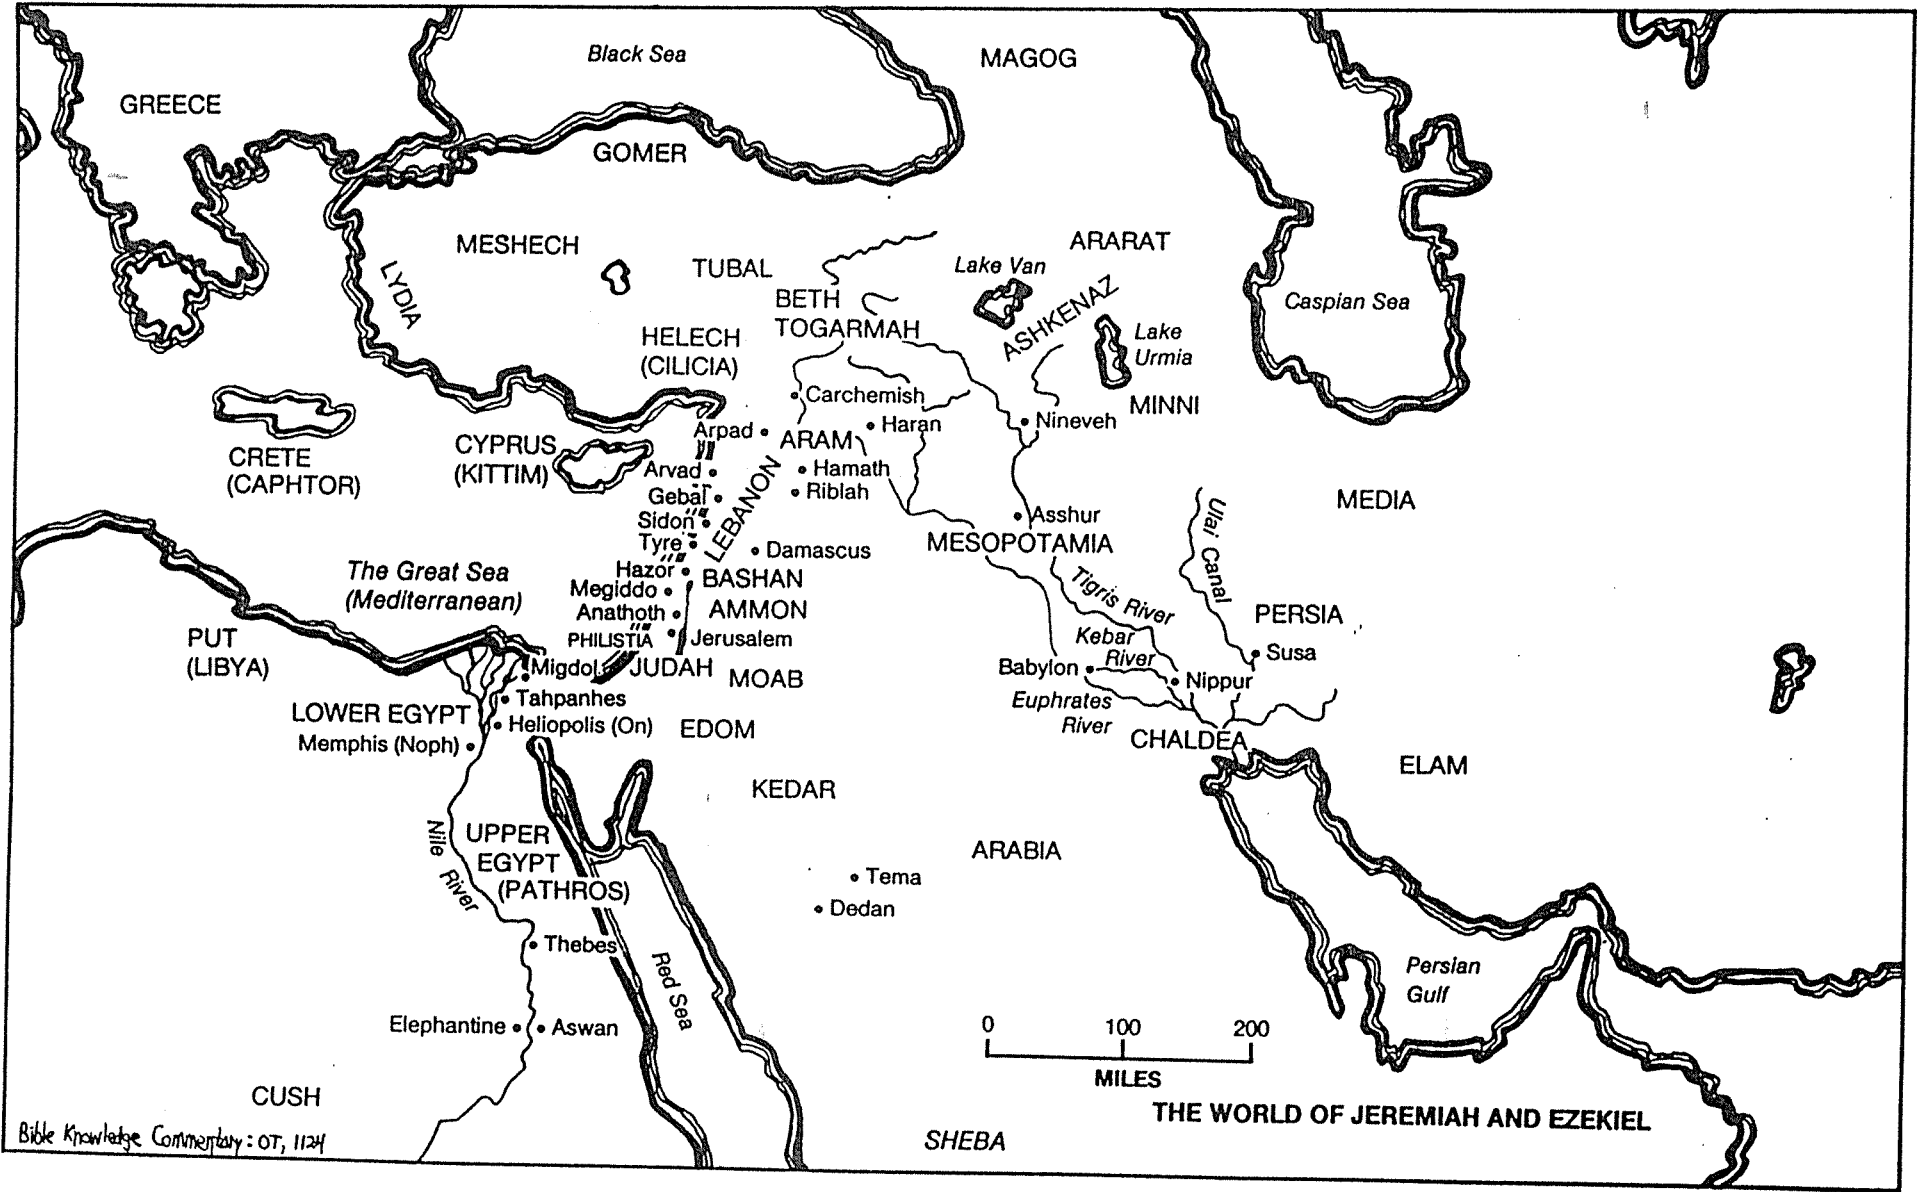 Black Sea
MAGOG
GREECE
GOMER
MESHECH
ARARAT
TUBAL
Lake Van
LYDIA
BETH
TOGARMAH
ASHKENAZ
Caspian Sea
HELECH
(CILICIA)
Lake
Urmia
Carchemish
MINNI
Nineveh
Haran
Arpad
ARAM
CYPRUS
(KITTIM)
CRETE
(CAPHTOR)
Arvad
Hamath
Gebal
Riblah
LEBANON
MEDIA
Sidon
Asshur
Ulai Canal
Tyre
MESOPOTAMIA
Damascus
Hazor
BASHAN
The Great Sea
(Mediterranean)
Megiddo
Tigris River
Anathoth
AMMON
PERSIA
PUT
(LIBYA)
PHILISTIA
Jerusalem
Kebar
River
Susa
Migdol
JUDAH
MOAB
Babylon
Nippur
Tahpanhes
Euphrates
River
LOWER EGYPT
Heliopolis (On)
EDOM
Memphis (Noph)
CHALDEA
ELAM
KEDAR
Nile River
UPPER
EGYPT
(PATHROS)
ARABIA
Tema
Dedan
Thebes
Red Sea
Persian
Gulf
Elephantine
Aswan
0 100 200
MILES
CUSH
THE WORLD OF JEREMIAH AND EZEKIEL
SHEBA
Bible Knowledge Commentary: OT, 1124